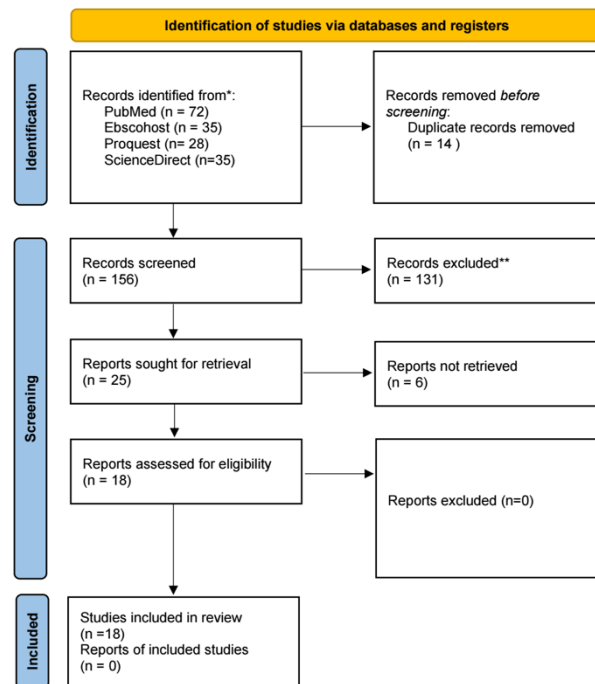 Identification of studies via databases and registers
Identification
Records identified from*:
PubMed (n = 72)
Ebscohost (n = 35)
Proquest (n= 28)
ScienceDirect (n=35)
Records removed before
screening:
Duplicate records removed
(n = 14 )
Screening
Records screened
(n = 156)
Records excluded**
(n = 131)
Reports sought for retrieval
(n = 25)
Reports not retrieved
(n = 6)
Reports assessed for eligibility
(n = 18)
Reports excluded (n=0)
Included
Studies included in review
(n =18)
Reports of included studies
(n = 0)